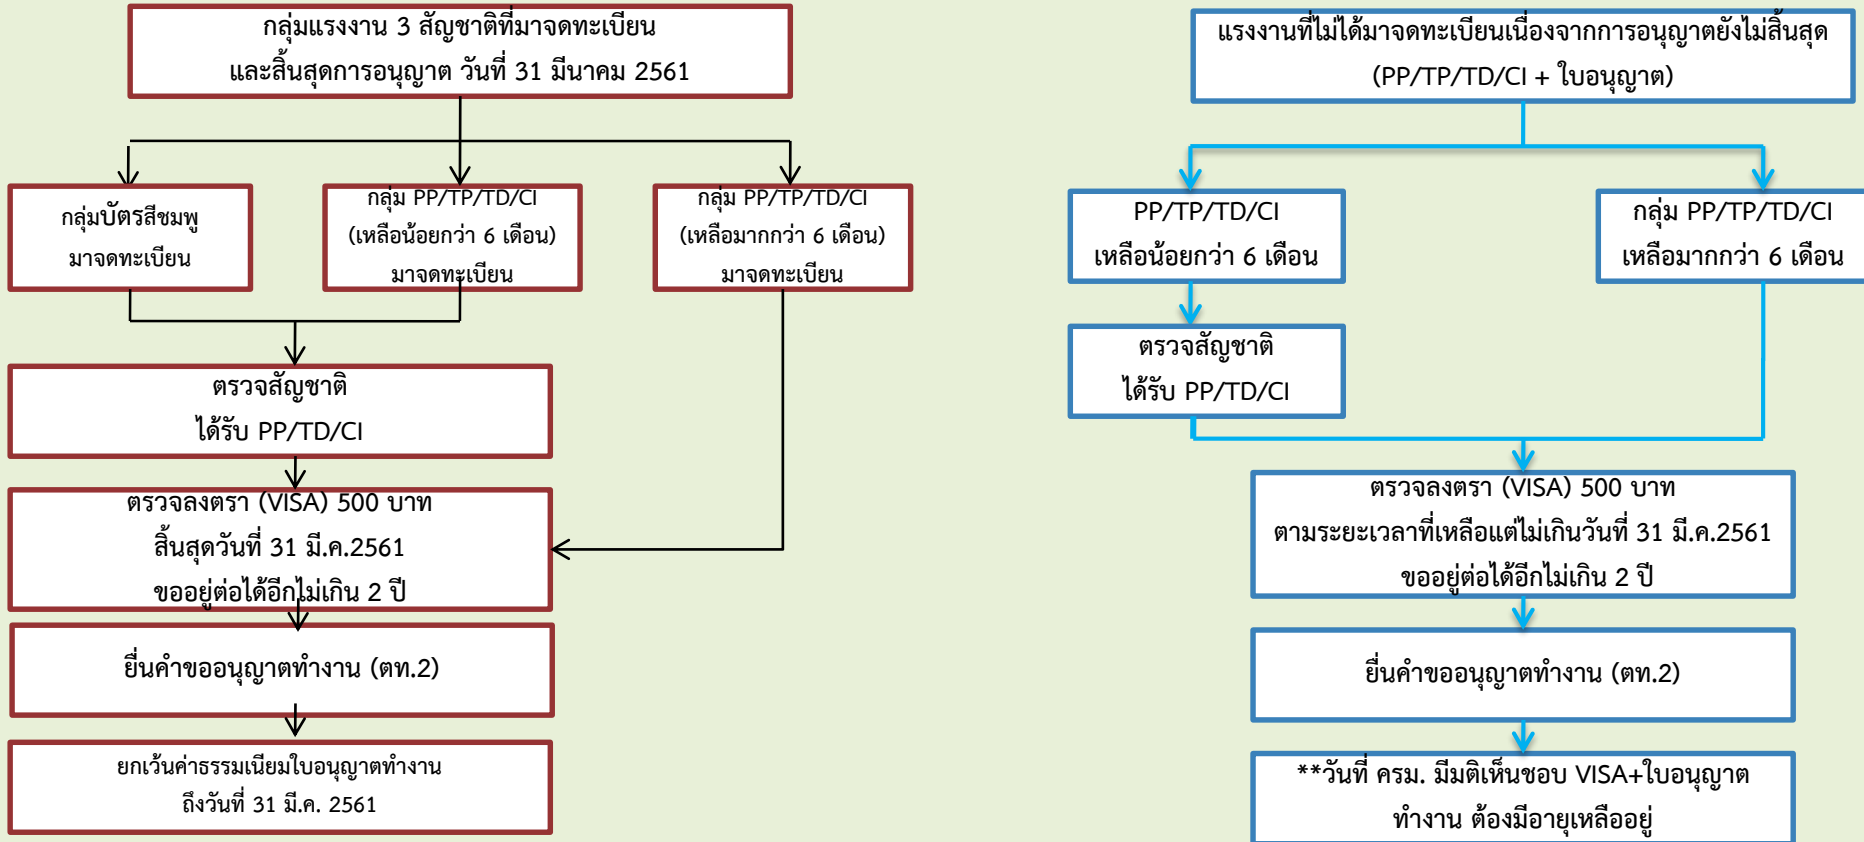 กลุ่มแรงงาน 3 สัญชาติที่มาจดทะเบียน
และสิ้นสุดการอนุญาต วันที่ 31 มีนาคม 2561
กลุ่มบัตรสีชมพู
มาจดทะเบียน
กลุ่ม PP/TP/TD/CI
(เหลือน้อยกว่า 6 เดือน)
มาจดทะเบียน
กลุ่ม PP/TP/TD/CI
(เหลือมากกว่า 6 เดือน)
มาจดทะเบียน
ตรวจสัญชาติ
ได้รับ PP/TD/CI
ตรวจลงตรา (VISA) 500 บาท
สิ้นสุดวันที่ 31 มี.ค.2561
ขออยู่ต่อได้อีกไม่เกิน 2 ปี
ยื่นคำขออนุญาตทำงาน (ตท.2)
ยกเว้นค่าธรรมเนียมใบอนุญาตทำงาน
ถึงวันที่ 31 มี.ค. 2561
แรงงานที่ไม่ได้มาจดทะเบียนเนื่องจากการอนุญาตยังไม่สิ้นสุด
(PP/TP/TD/CI + ใบอนุญาต)
PP/TP/TD/CI
เหลือน้อยกว่า 6 เดือน
กลุ่ม PP/TP/TD/CI
เหลือมากกว่า 6 เดือน
ตรวจสัญชาติ
ได้รับ PP/TD/CI
ตรวจลงตรา (VISA) 500 บาท
ตามระยะเวลาที่เหลือแต่ไม่เกินวันที่ 31 มี.ค.2561
ขออยู่ต่อได้อีกไม่เกิน 2 ปี
ยื่นคำขออนุญาตทำงาน (ตท.2)
**วันที่ ครม. มีมติเห็นชอบ VISA+ใบอนุญาต
ทำงาน ต้องมีอายุเหลืออยู่